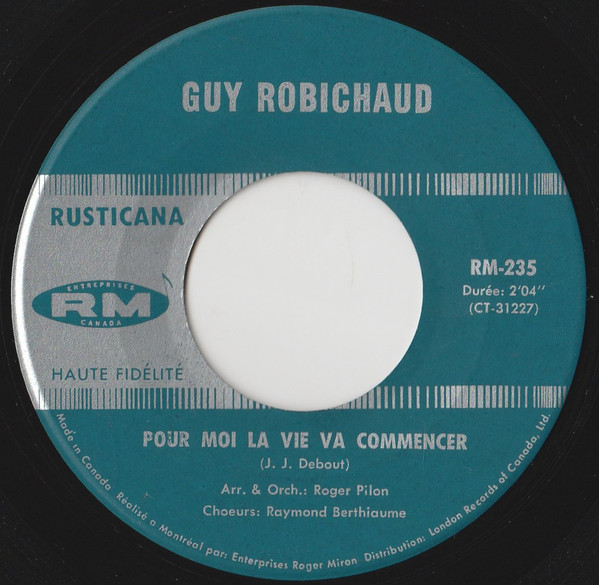 GUY ROBICHAUD
RUSTICANA
ENTREPRISES
RM
CANADA
HAUTE FIDÉLITÉ
RM-235
Durée: 2'04"
(CT-31227)
POUR MOI LA VIE VA COMMENCER
(J. J. Debout)
Arr. & Orch.: Roger Pilon
Choeurs: Raymond Berthiaume
Made in Canada Réalisé a Montréal par: Enterprises Roger Miran Distribution: London Records of Canada, Ltd.